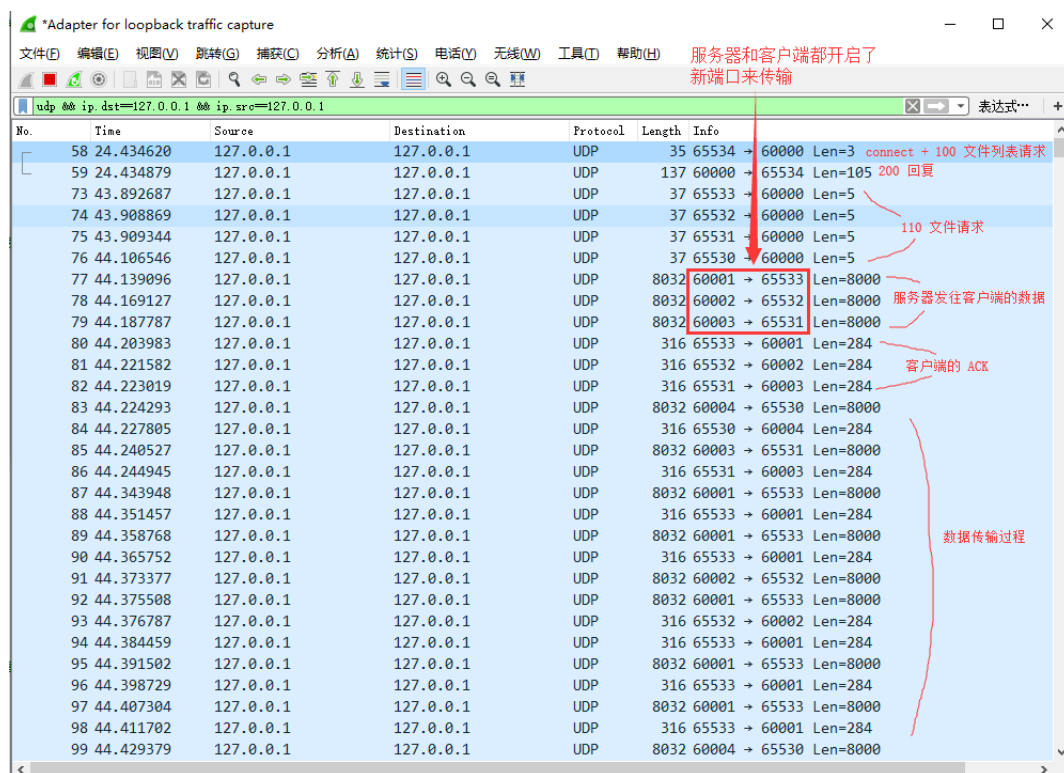 *Adapter for loopback traffic capture
文件(F) 编辑(E) 视图(V) 跳转(G) 捕获(C) 分析(A) 统计(S) 电话(Y) 无线(W) 工具(T) 帮助(H)
服务器和客户端都开启了
新端口来传输
udp && ip.dst==127.0.0.1 && ip.src==127.0.0.1 表达式… +
No. Time Source Destination Protocol Length Info
58 24.434620 127.0.0.1 127.0.0.1 UDP 35 65534 → 60000 Len=3 connect + 100 文件列表请求
59 24.434879 127.0.0.1 127.0.0.1 UDP 137 60000 → 65534 Len=105 200 回复
73 43.892687 127.0.0.1 127.0.0.1 UDP 37 65533 → 60000 Len=5
74 43.908869 127.0.0.1 127.0.0.1 UDP 37 65532 → 60000 Len=5
110 文件请求
75 43.909344 127.0.0.1 127.0.0.1 UDP 37 65531 → 60000 Len=5
76 44.106546 127.0.0.1 127.0.0.1 UDP 37 65530 → 60000 Len=5
77 44.139096 127.0.0.1 127.0.0.1 UDP 8032 60001 → 65533 Len=8000
78 44.169127 127.0.0.1 127.0.0.1 UDP 8032 60002 → 65532 Len=8000 服务器发往客户端的数据
79 44.187787 127.0.0.1 127.0.0.1 UDP 8032 60003 → 65531 Len=8000
80 44.203983 127.0.0.1 127.0.0.1 UDP 316 65533 → 60001 Len=284
81 44.221582 127.0.0.1 127.0.0.1 UDP 316 65532 → 60002 Len=284 客户端的 ACK
82 44.223019 127.0.0.1 127.0.0.1 UDP 316 65531 → 60003 Len=284
83 44.224293 127.0.0.1 127.0.0.1 UDP 8032 60004 → 65530 Len=8000
84 44.227805 127.0.0.1 127.0.0.1 UDP 316 65530 → 60004 Len=284
85 44.240527 127.0.0.1 127.0.0.1 UDP 8032 60003 → 65531 Len=8000
86 44.244945 127.0.0.1 127.0.0.1 UDP 316 65531 → 60003 Len=284
87 44.343948 127.0.0.1 127.0.0.1 UDP 8032 60001 → 65533 Len=8000
88 44.351457 127.0.0.1 127.0.0.1 UDP 316 65533 → 60001 Len=284
89 44.358768 127.0.0.1 127.0.0.1 UDP 8032 60001 → 65533 Len=8000 数据传输过程
90 44.365752 127.0.0.1 127.0.0.1 UDP 316 65533 → 60001 Len=284
91 44.373377 127.0.0.1 127.0.0.1 UDP 8032 60002 → 65532 Len=8000
92 44.375508 127.0.0.1 127.0.0.1 UDP 8032 60001 → 65533 Len=8000
93 44.376787 127.0.0.1 127.0.0.1 UDP 316 65532 → 60002 Len=284
94 44.384459 127.0.0.1 127.0.0.1 UDP 316 65533 → 60001 Len=284
95 44.391502 127.0.0.1 127.0.0.1 UDP 8032 60001 → 65533 Len=8000
96 44.398729 127.0.0.1 127.0.0.1 UDP 316 65533 → 60001 Len=284
97 44.407304 127.0.0.1 127.0.0.1 UDP 8032 60001 → 65533 Len=8000
98 44.411702 127.0.0.1 127.0.0.1 UDP 316 65533 → 60001 Len=284
99 44.429379 127.0.0.1 127.0.0.1 UDP 8032 60004 → 65530 Len=8000